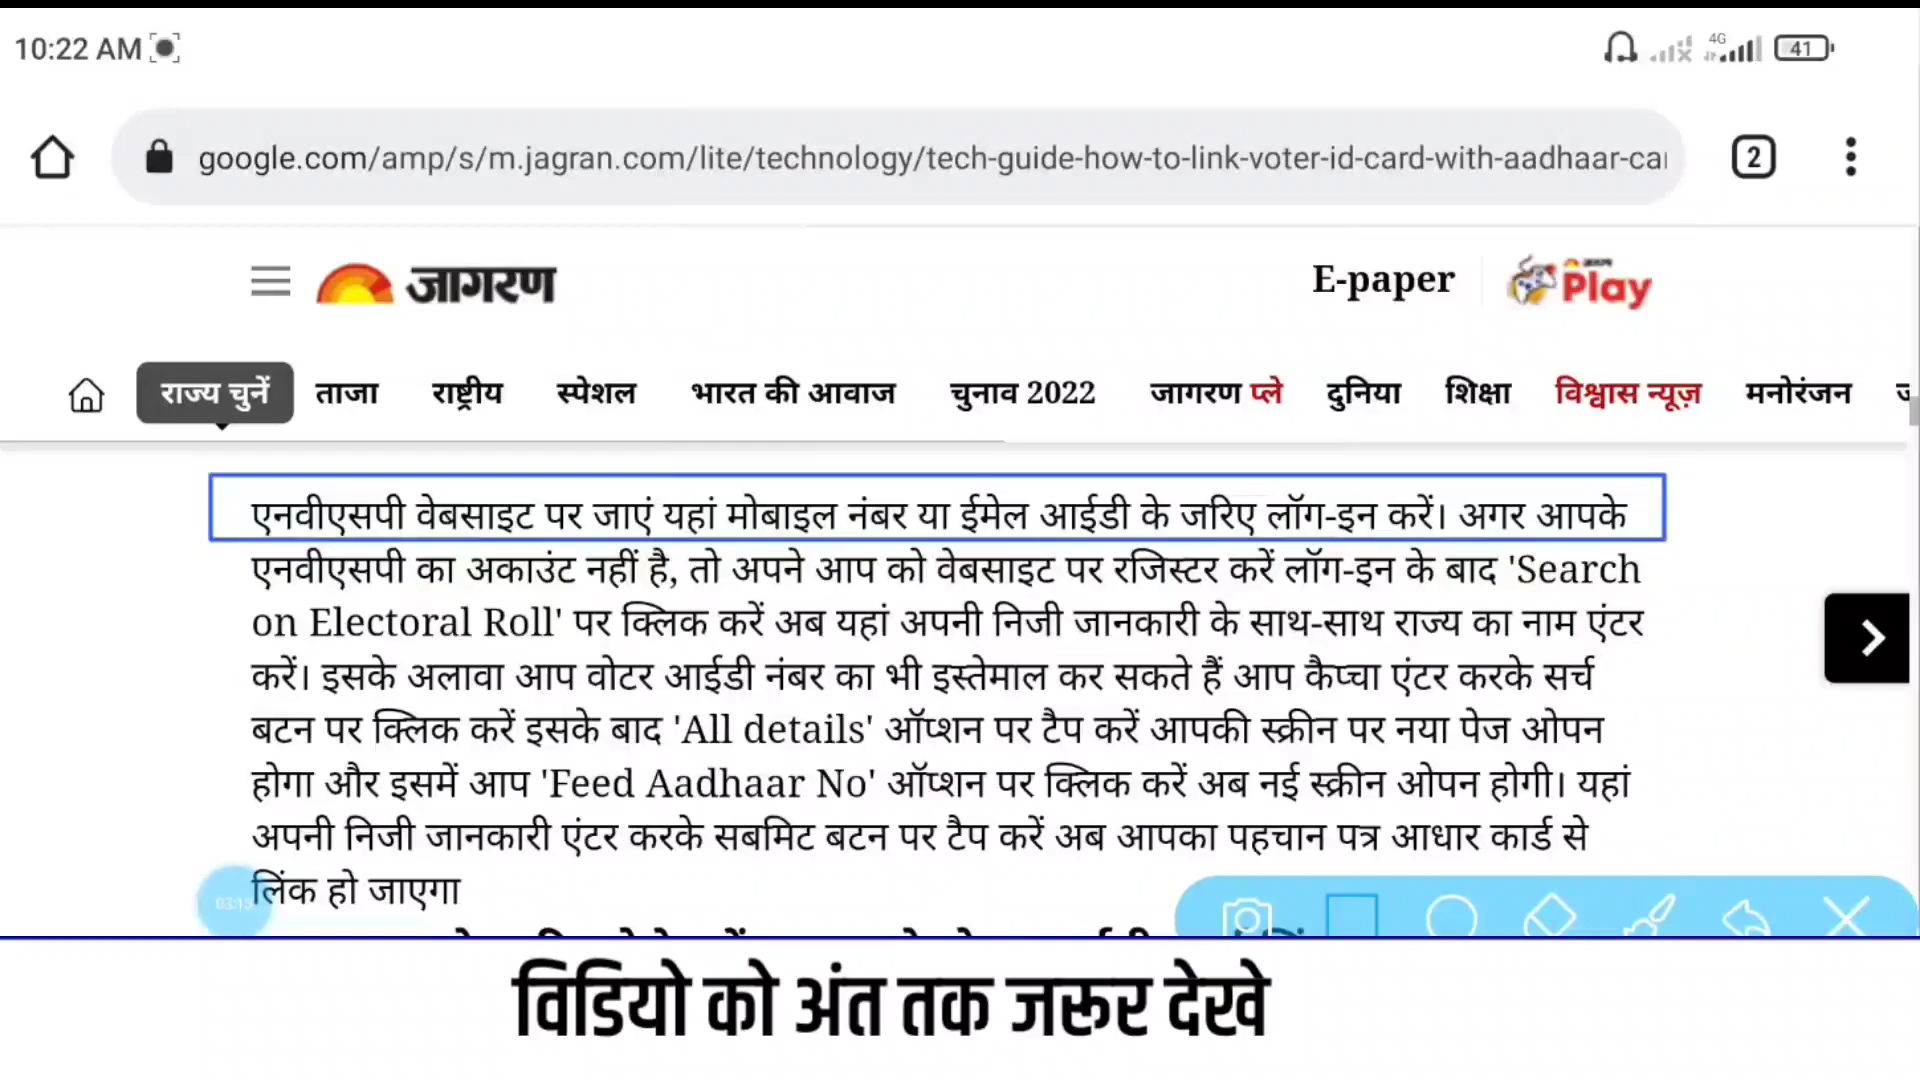 10:22 AM
4G
41
google.com/amp/s/m.jagran.com/lite/technology/tech-guide-how-to-link-voter-id-card-with-aadhaar-car
2
जागरण
E-paper
Play
राज्य चुनें ताजा राष्ट्रीय स्पेशल भारत की आवाज चुनाव 2022 जागरण प्ले दुनिया शिक्षा विश्वास न्यूज़ मनोरंजन
एनवीएसपी वेबसाइट पर जाएं यहां मोबाइल नंबर या ईमेल आईडी के जरिए लॉग-इन करें। अगर आपके
एनवीएसपी का अकाउंट नहीं है, तो अपने आप को वेबसाइट पर रजिस्टर करें लॉग-इन के बाद 'Search
on Electoral Roll' पर क्लिक करें अब यहां अपनी निजी जानकारी के साथ-साथ राज्य का नाम एंटर
करें। इसके अलावा आप वोटर आईडी नंबर का भी इस्तेमाल कर सकते हैं आप कैप्चा एंटर करके सर्च
बटन पर क्लिक करें इसके बाद 'All details' ऑप्शन पर टैप करें आपकी स्क्रीन पर नया पेज ओपन
होगा और इसमें आप 'Feed Aadhaar No' ऑप्शन पर क्लिक करें अब नई स्क्रीन ओपन होगी। यहां
अपनी निजी जानकारी एंटर करके सबमिट बटन पर टैप करें अब आपका पहचान पत्र आधार कार्ड से
लिंक हो जाएगा
03:13
विडियो को अंत तक जरूर देखे